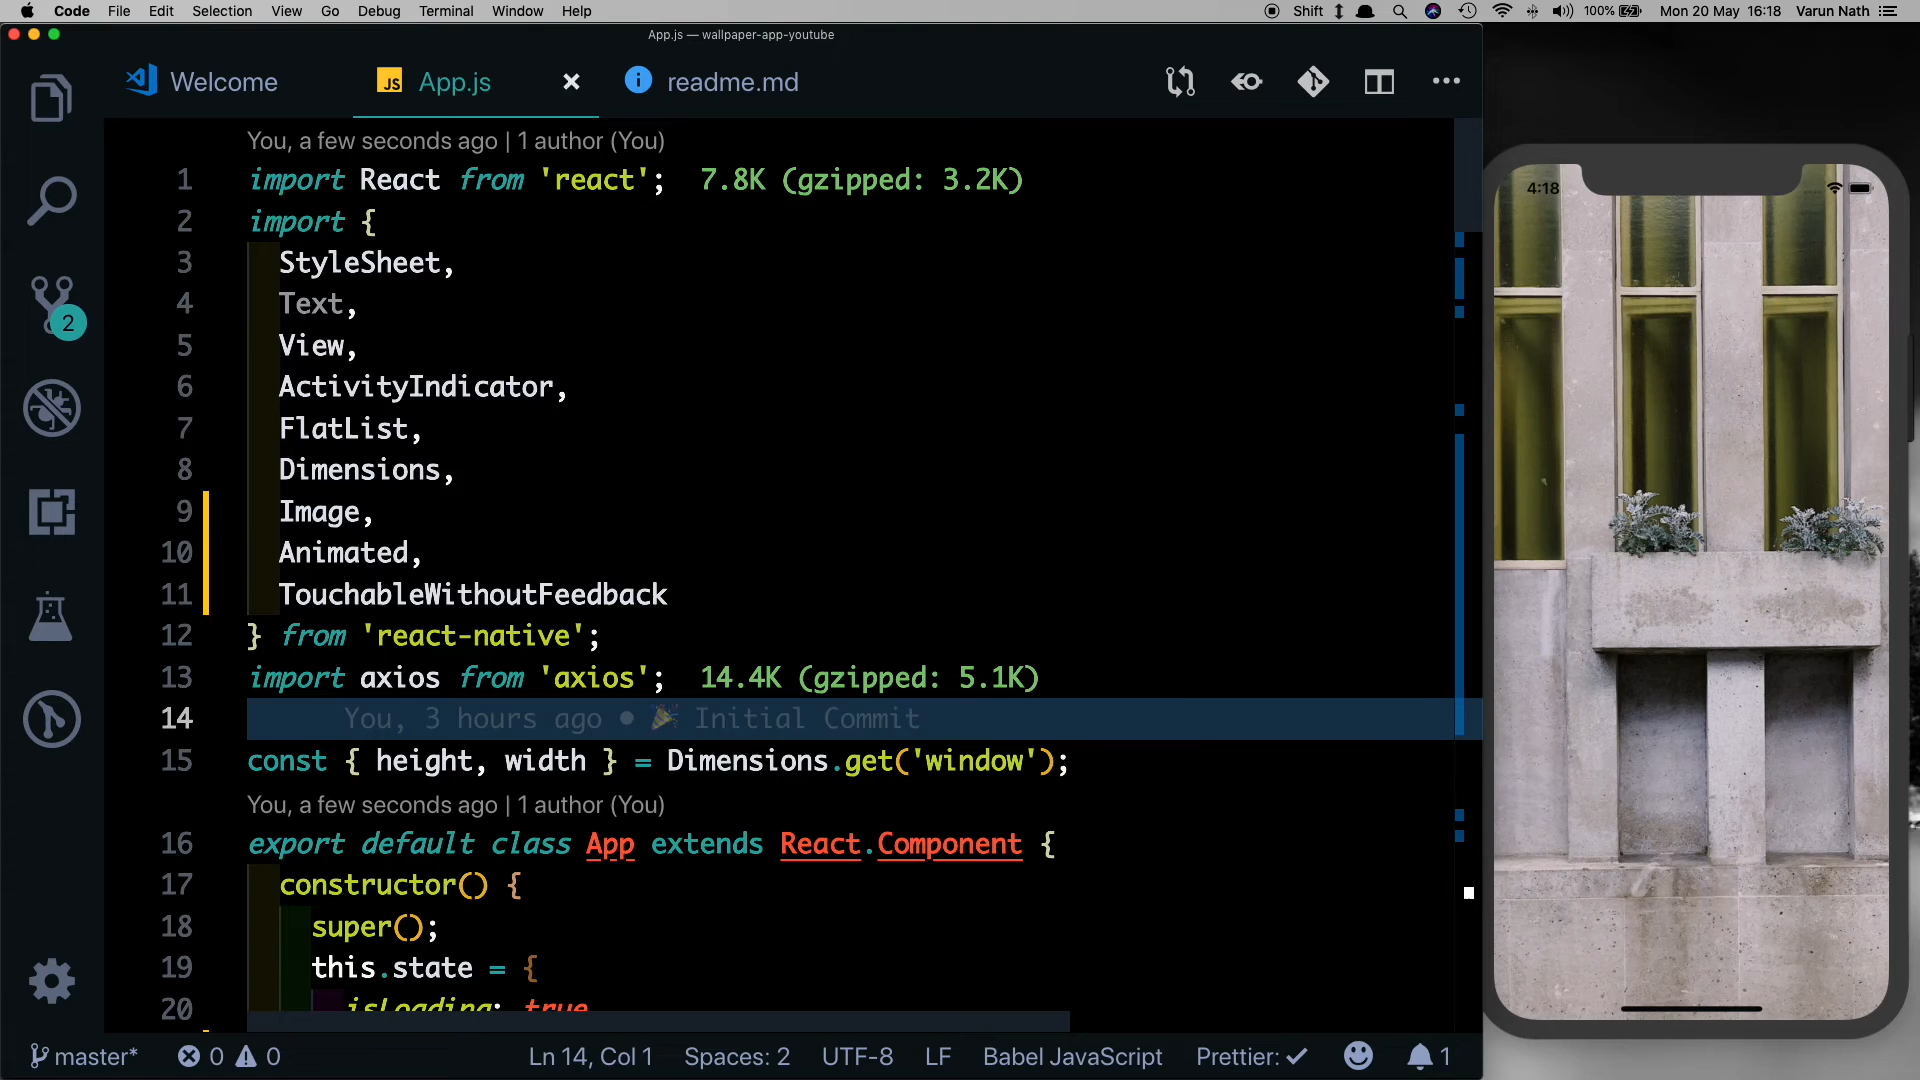 Code File Edit Selection View Go Debug Terminal Window Help Shift 100% Mon 20 May 16:18 Varun Nath
App.js — wallpaper-app-youtube
Welcome JS App.js readme.md
You, a few seconds ago | 1 author (You)
1 import React from 'react'; 7.8K (gzipped: 3.2K)
2 import {
3 StyleSheet,
4 Text,
5 View,
6 ActivityIndicator,
7 FlatList,
8 Dimensions,
9 Image,
10 Animated,
11 TouchableWithoutFeedback
12 } from 'react-native';
13 import axios from 'axios'; 14.4K (gzipped: 5.1K)
14 You, 3 hours ago • 🎉 Initial Commit
15 const { height, width } = Dimensions.get('window');
You, a few seconds ago | 1 author (You)
16 export default class App extends React.Component {
17 constructor() {
18 super();
19 this.state = {
20 isLoading: true
2
master* 0 0 Ln 14, Col 1 Spaces: 2 UTF-8 LF Babel JavaScript Prettier: ✓ 1
4:18